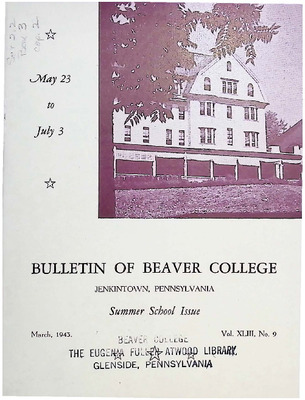 May 23
to
July 3
BULLETIN OF BEAVER COLLEGE
JENKINTOWN, PENNSYLVANIA
Summer School Issue
March, 1943. Vol. XLIII, No. 9
BEAVER COLLEGE
THE EUGENIA FULLER ATWOOD LIBRARY
GLENSIDE, PENNSYLVANIA